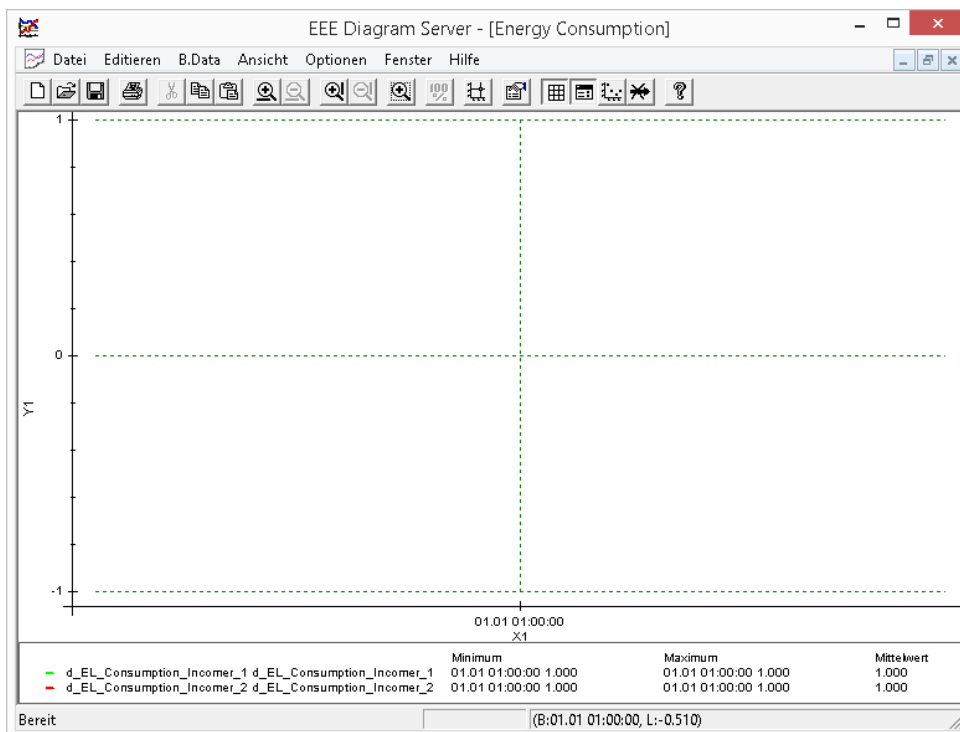 EEE Diagram Server - [Energy Consumption]
Datei Editieren B.Data Ansicht Optionen Fenster Hilfe
100 %
1
0
Y1
-1
01.01 01:00:00
X1
Minimum Maximum Mittelwert
d_EL_Consumption_Incomer_1 d_EL_Consumption_Incomer_1 01.01 01:00:00 1.000 01.01 01:00:00 1.000 1.000
d_EL_Consumption_Incomer_2 d_EL_Consumption_Incomer_2 01.01 01:00:00 1.000 01.01 01:00:00 1.000 1.000
Bereit (B:01.01 01:00:00, L:-0.510)